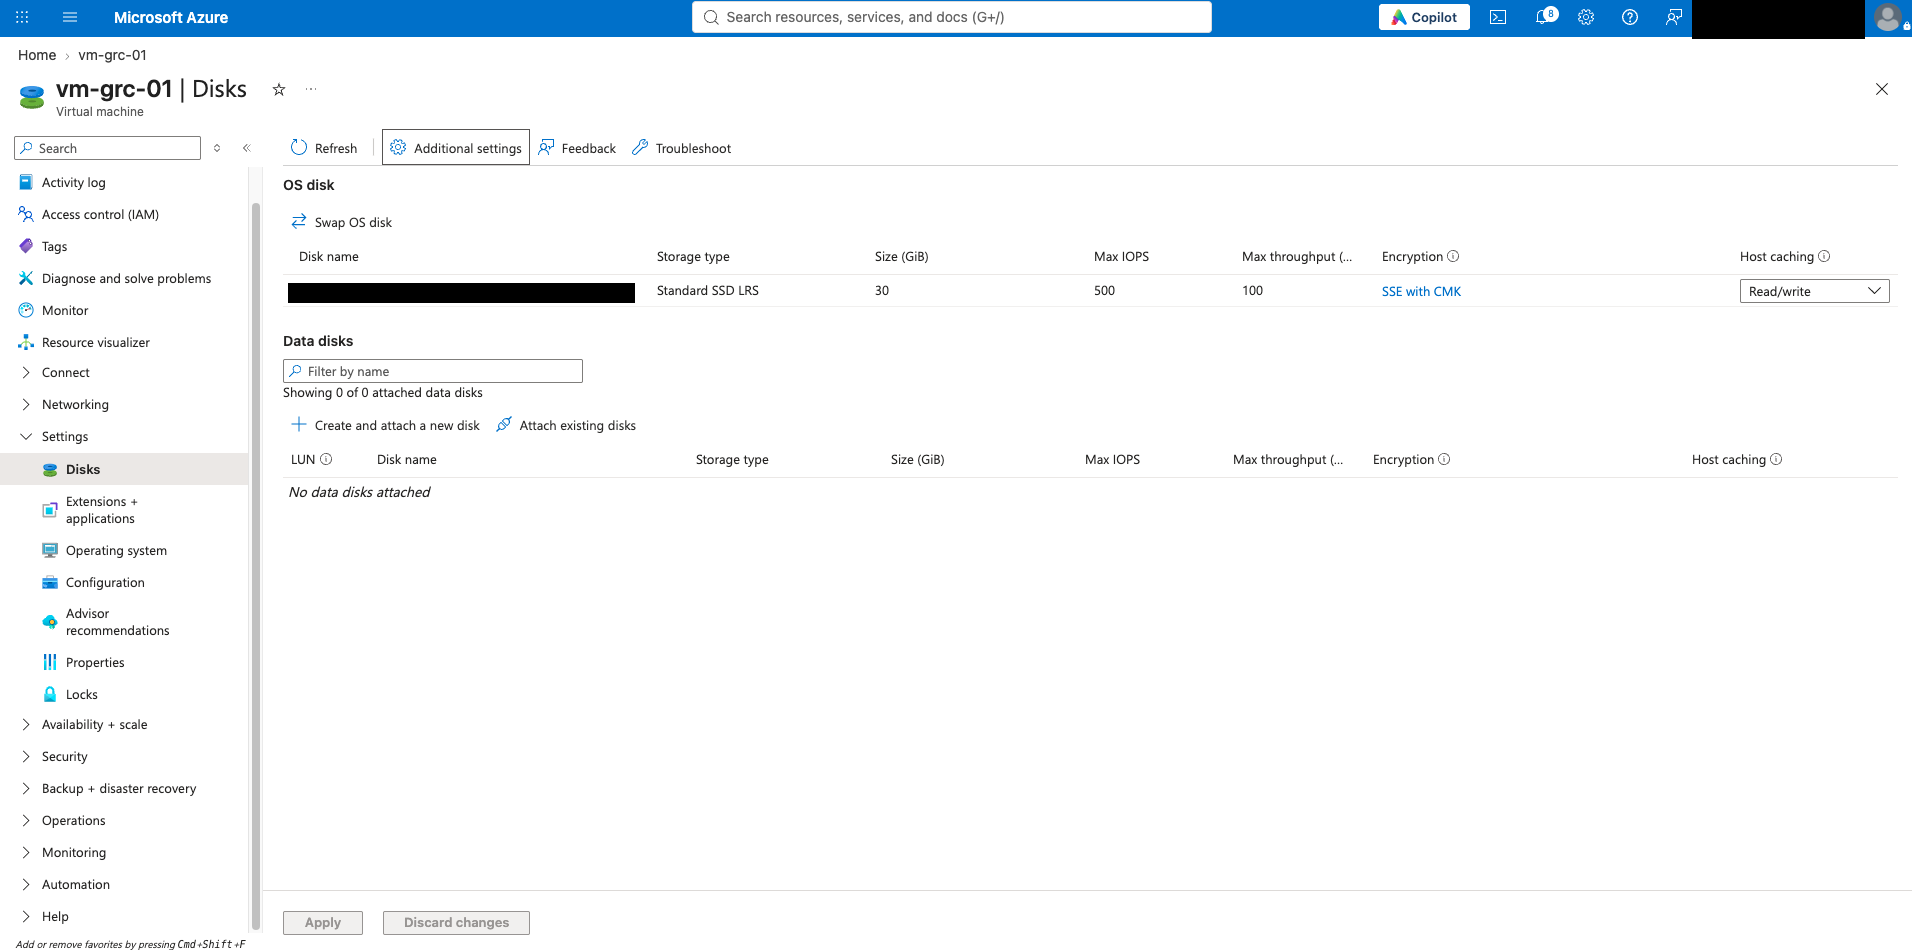 Microsoft Azure
Search resources, services, and docs (G+/)
Copilot
8
Home > vm-grc-01
vm-grc-01 | Disks
Virtual machine
Search
Refresh
Additional settings
Feedback
Troubleshoot
Activity log
Access control (IAM)
Tags
Diagnose and solve problems
Monitor
Resource visualizer
Connect
Networking
Settings
Disks
Extensions +
applications
Operating system
Configuration
Advisor
recommendations
Properties
Locks
Availability + scale
Security
Backup + disaster recovery
Operations
Monitoring
Automation
Help
Add or remove favorites by pressing Cmd+Shift+F
OS disk
Swap OS disk
Disk name Storage type Size (GiB) Max IOPS Max throughput (... Encryption Host caching
Standard SSD LRS 30 500 100 SSE with CMK Read/write
Data disks
Filter by name
Showing 0 of 0 attached data disks
Create and attach a new disk Attach existing disks
LUN Disk name Storage type Size (GiB) Max IOPS Max throughput (... Encryption Host caching
No data disks attached
Apply Discard changes